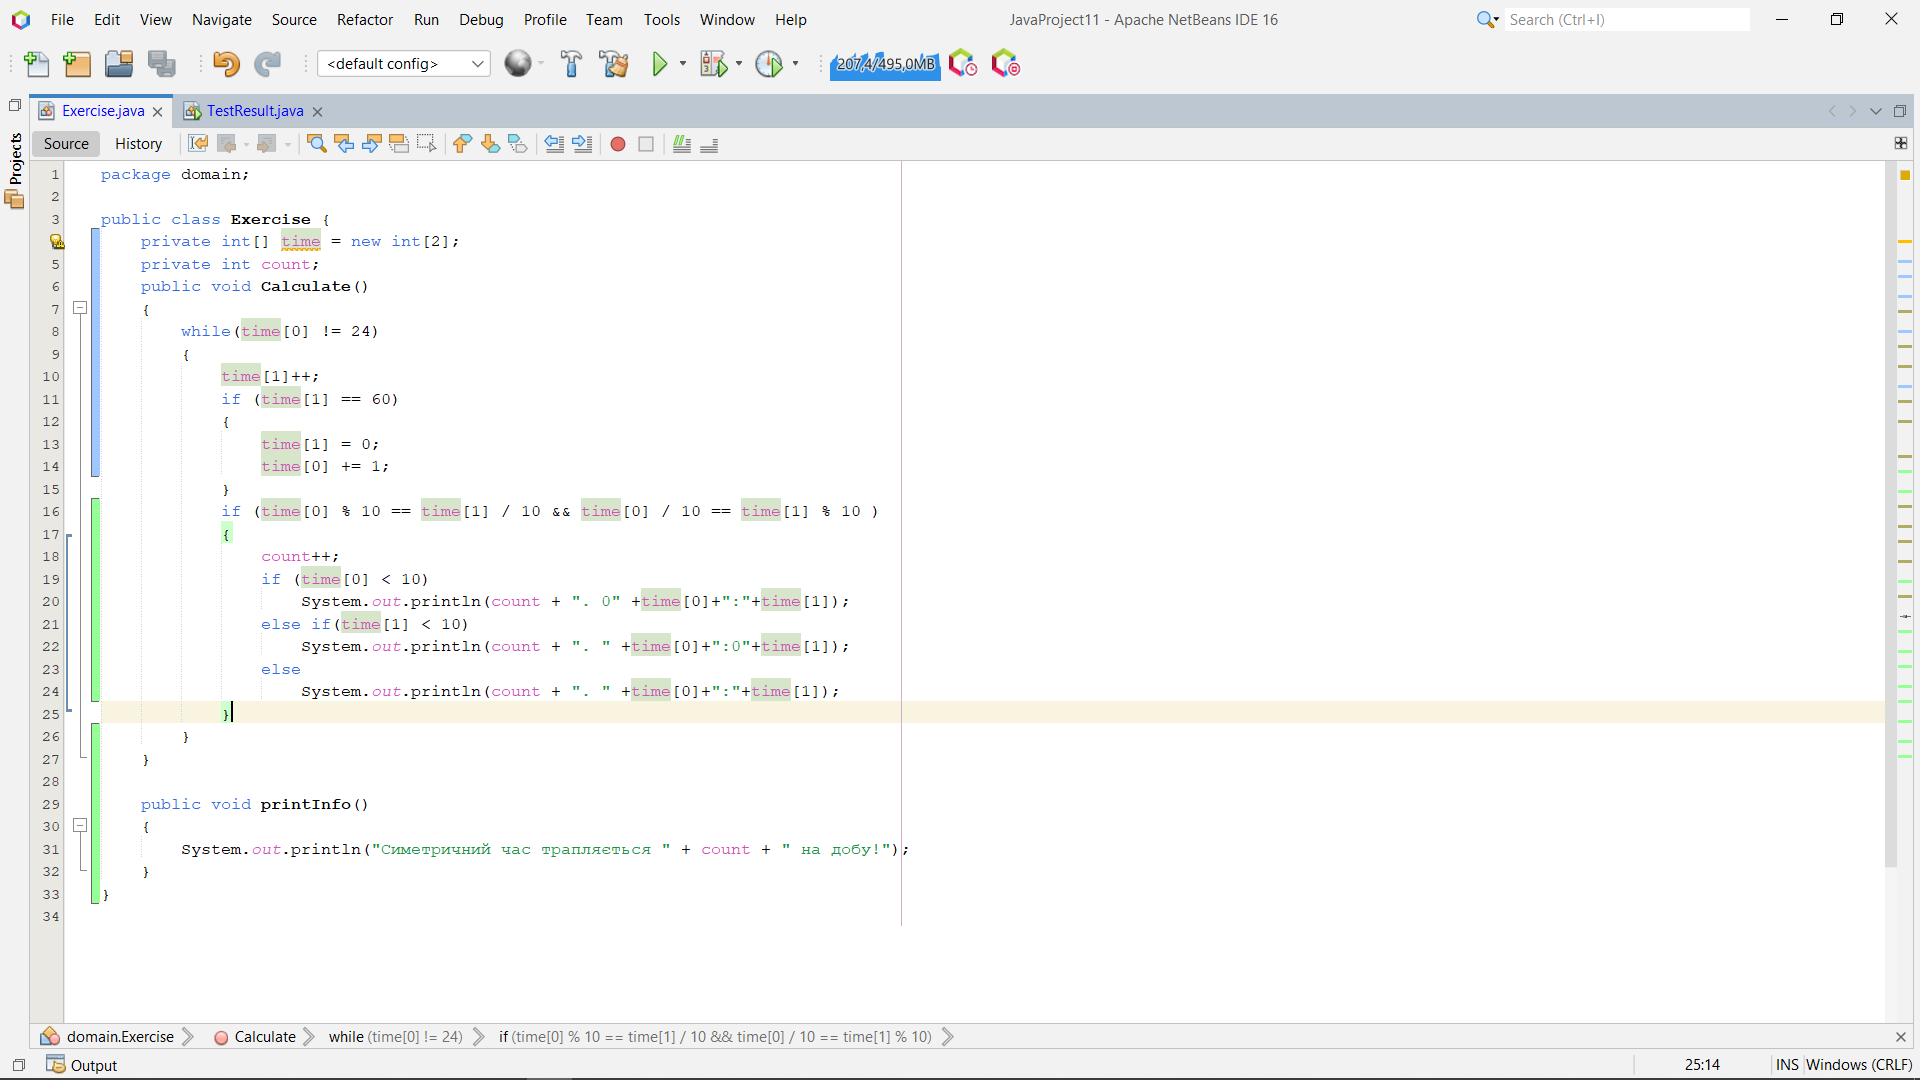 File Edit View Navigate Source Refactor Run Debug Profile Team Tools Window Help JavaProject11 - Apache NetBeans IDE 16 Search (Ctrl+I)
<default config> 207,4/495,0MB
Exercise.java TestResult.java
Projects
Source History
1 package domain;
2
3 public class Exercise {
private int[] time = new int[2];
5 private int count;
6 public void Calculate()
7 {
8 while(time[0] != 24)
9 {
10 time[1]++;
11 if (time[1] == 60)
12 {
13 time[1] = 0;
14 time[0] += 1;
15 }
16 if (time[0] % 10 == time[1] / 10 && time[0] / 10 == time[1] % 10 )
17 {
18 count++;
19 if (time[0] < 10)
20 System.out.println(count + ". 0" +time[0]+":"+time[1]);
21 else if(time[1] < 10)
22 System.out.println(count + ". " +time[0]+":0"+time[1]);
23 else
24 System.out.println(count + ". " +time[0]+":"+time[1]);
25 }
26 }
27 }
28
29 public void printInfo()
30 {
31 System.out.println("Симетричний час трапляється " + count + " на добу!");
32 }
33 }
34
domain.Exercise Calculate while (time[0] != 24) if (time[0] % 10 == time[1] / 10 && time[0] / 10 == time[1] % 10)
Output 25:14 INS Windows (CRLF)